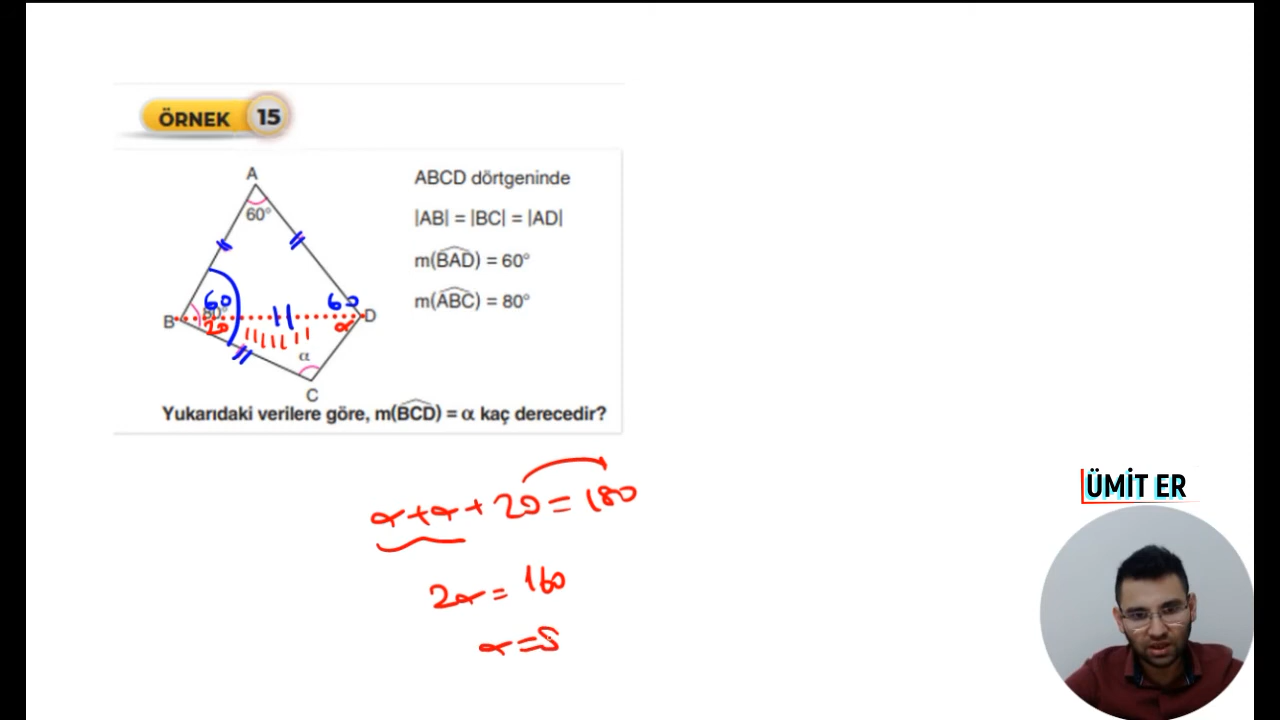 ÖRNEK 15
A
60°
ABCD dörtgeninde
|AB| = |BC| = |AD|
m(BAD) = 60°
m(ABC) = 80°
60
60
B
80°
20
α
D
α
C
Yukarıdaki verilere göre, m(BCD) = α kaç derecedir?
α+α+20=180
2α=160
α=8
ÜMİT ER